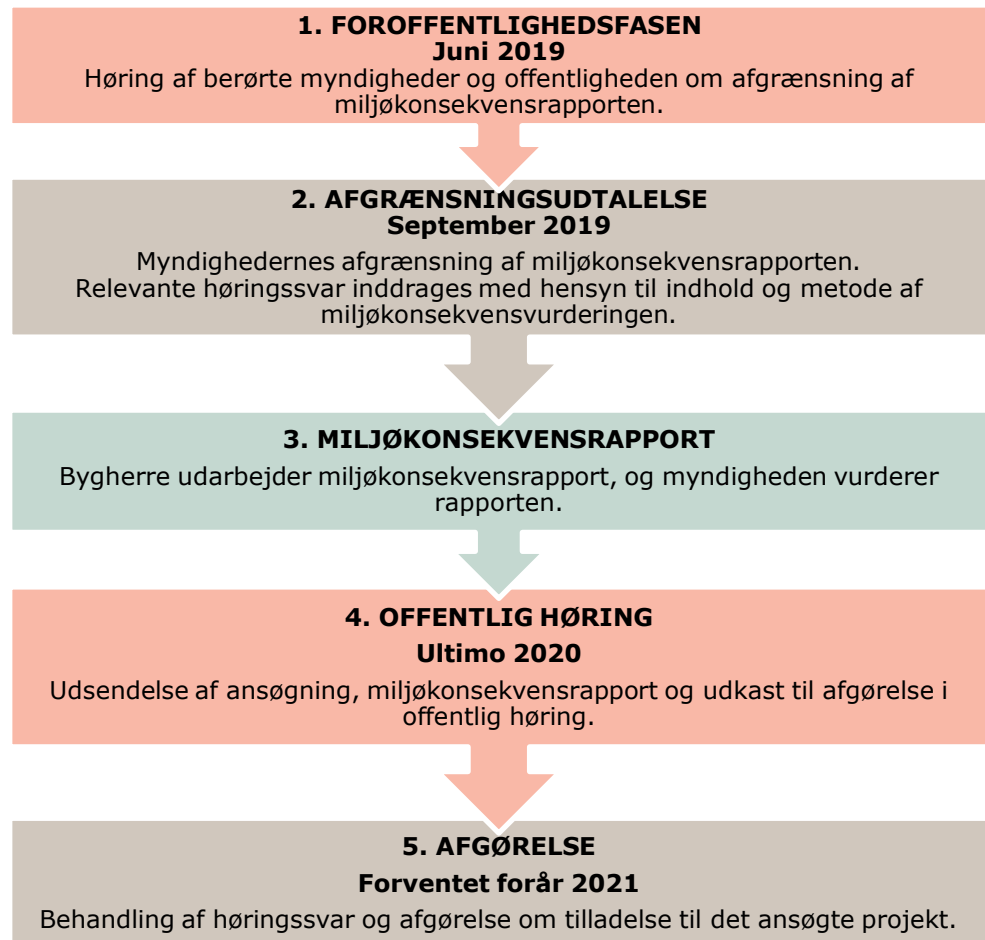 1. FOROFFENTLIGHEDSFASEN
Juni 2019
Høring af berørte myndigheder og offentligheden om afgrænsning af
miljøkonsekvensrapporten.
2. AFGRÆNSNINGSUDTALELSE
September 2019
Myndighedernes afgrænsning af miljøkonsekvensrapporten.
Relevante høringssvar inddrages med hensyn til indhold og metode af
miljøkonsekvensvurderingen.
3. MILJØKONSEKVENSRAPPORT
Bygherre udarbejder miljøkonsekvensrapport, og myndigheden vurderer
rapporten.
4. OFFENTLIG HØRING
Ultimo 2020
Udsendelse af ansøgning, miljøkonsekvensrapport og udkast til afgørelse i
offentlig høring.
5. AFGØRELSE
Forventet forår 2021
Behandling af høringssvar og afgørelse om tilladelse til det ansøgte projekt.